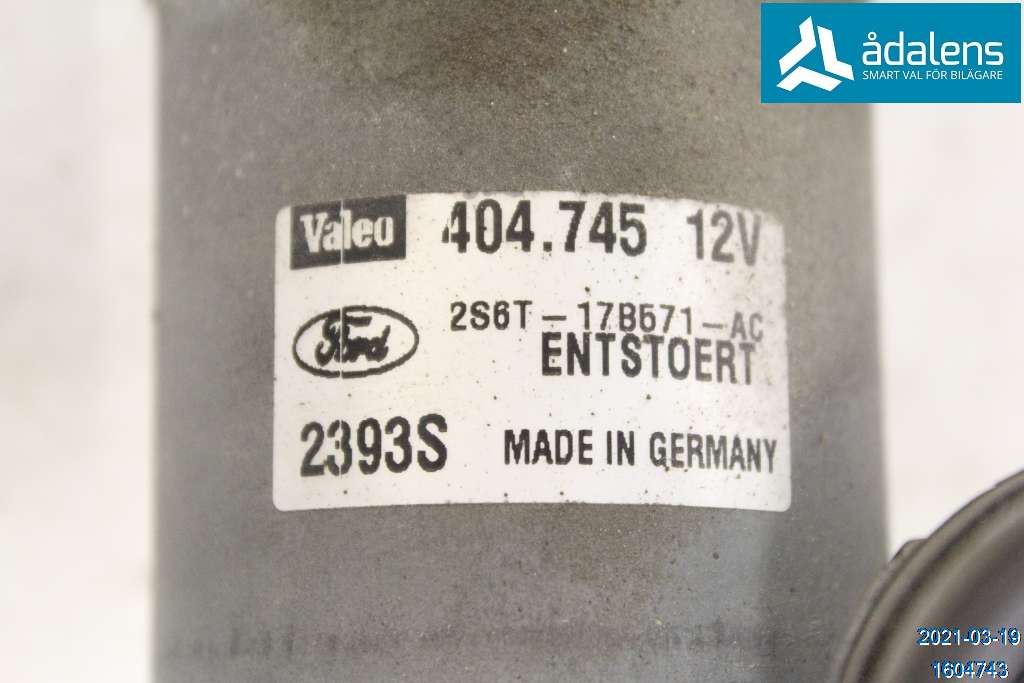 ådalens
SMART VAL FÖR BILÄGARE
Valeo 404.745 12V
Ford 2S6T-17B571-AC
ENTSTOERT
2393S MADE IN GERMANY
2021-03-19
1604743